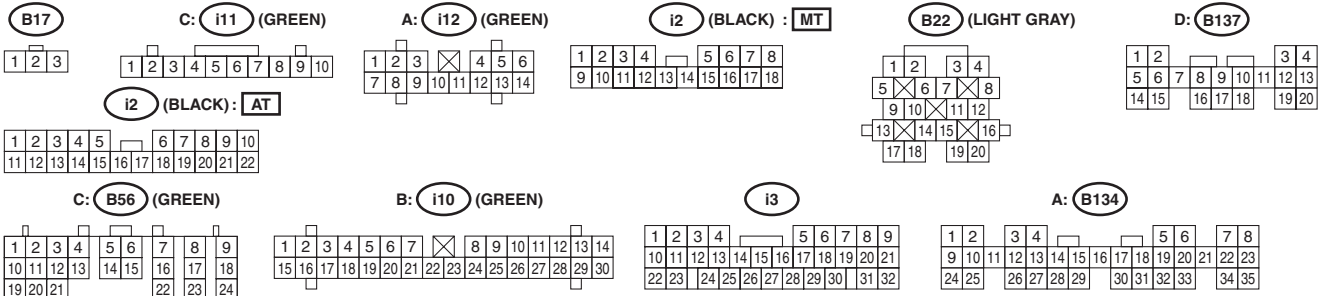 B17 C: i11 (GREEN) A: i12 (GREEN) i2 (BLACK) : MT B22 (LIGHT GRAY) D: B137
1 2 3
1 2 3 4 5 6 7 8 9 10
1 2 3 4 5 6
7 8 9 10 11 12 13 14
1 2 3 4 5 6 7 8
9 10 11 12 13 14 15 16 17 18
1 2 3 4
5 6 7 8
9 10 11 12
13 14 15 16
17 18 19 20
1 2 3 4
5 6 7 8 9 10 11 12 13
14 15 16 17 18 19 20
i2 (BLACK) : AT
1 2 3 4 5 6 7 8 9 10
11 12 13 14 15 16 17 18 19 20 21 22
C: B56 (GREEN) B: i10 (GREEN) i3 A: B134
1 2 3 4 5 6 7 8 9
10 11 12 13 14 15 16 17 18
19 20 21 22 23 24
1 2 3 4 5 6 7 8 9 10 11 12 13 14
15 16 17 18 19 20 21 22 23 24 25 26 27 28 29 30
1 2 3 4 5 6 7 8 9
10 11 12 13 14 15 16 17 18 19 20 21
22 23 24 25 26 27 28 29 30 31 32
1 2 3 4 5 6 7 8
9 10 11 12 13 14 15 16 17 18 19 20 21 22 23
24 25 26 27 28 29 30 31 32 33 34 35